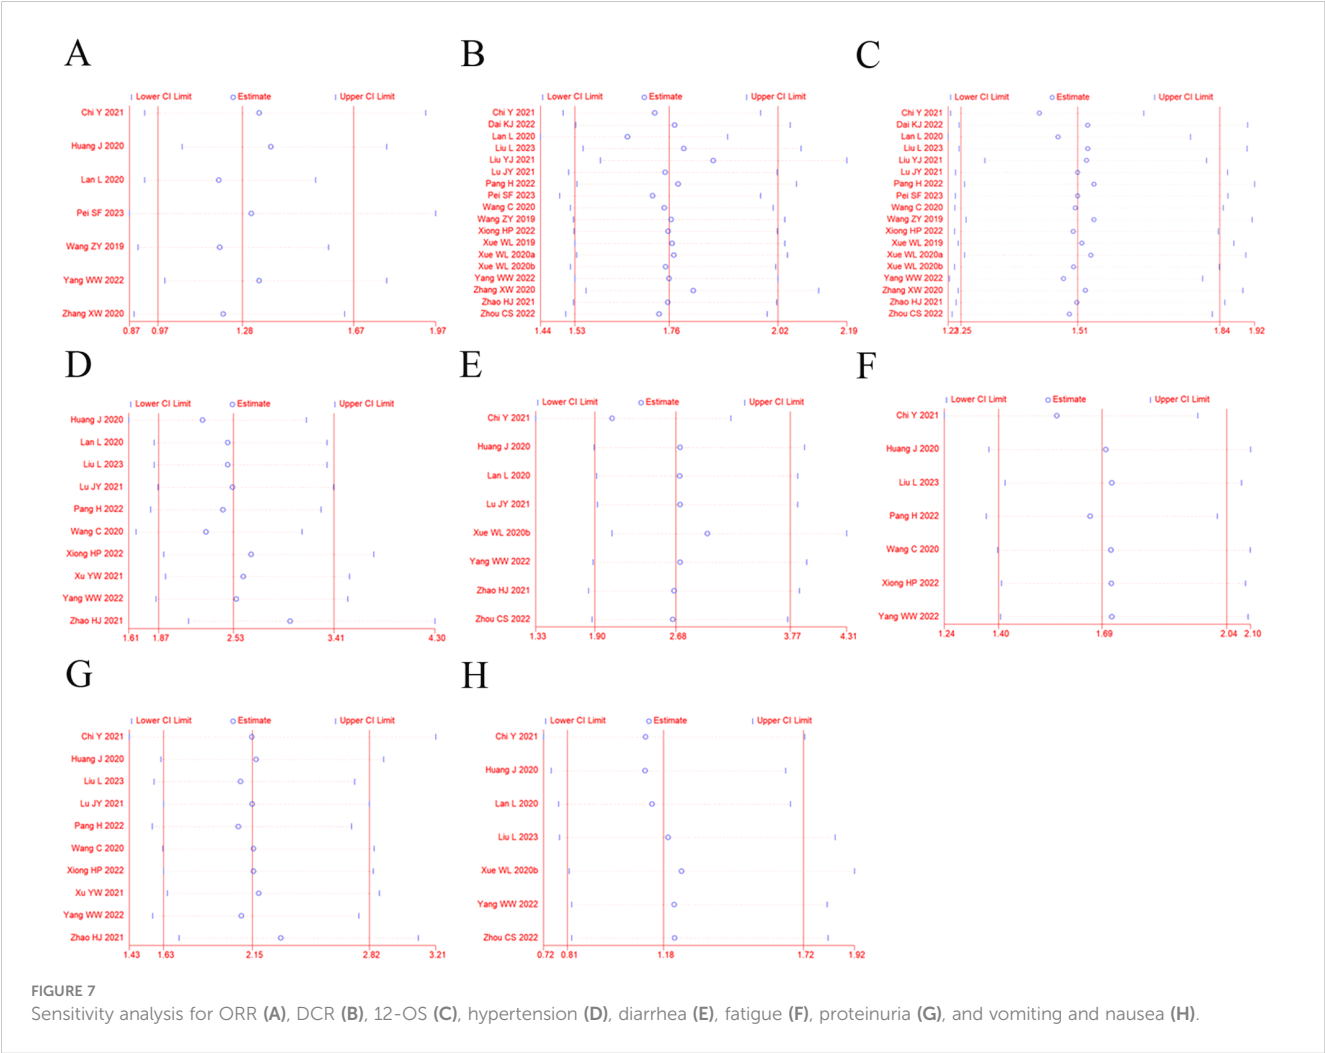 A
Lower CI Limit Estimate Upper CI Limit
Chi Y 2021
Huang J 2020
Lan L 2020
Pei SF 2023
Wang ZY 2019
Yang WW 2022
Zhang XW 2020
0.87 0.97 1.28 1.67 1.97
B
Lower CI Limit Estimate Upper CI Limit
Chi Y 2021
Dai KJ 2022
Lan L 2020
Liu L 2023
Liu YJ 2021
Lu JY 2021
Pang H 2022
Pei SF 2023
Wang C 2020
Wang ZY 2019
Xiong HP 2022
Xue WL 2019
Xue WL 2020a
Xue WL 2020b
Yang WW 2022
Zhang XW 2020
Zhao HJ 2021
Zhou CS 2022
1.44 1.53 1.76 2.02 2.19
C
Lower CI Limit Estimate Upper CI Limit
Chi Y 2021
Dai KJ 2022
Lan L 2020
Liu L 2023
Liu YJ 2021
Lu JY 2021
Pang H 2022
Pei SF 2023
Wang C 2020
Wang ZY 2019
Xiong HP 2022
Xue WL 2019
Xue WL 2020a
Xue WL 2020b
Yang WW 2022
Zhang XW 2020
Zhao HJ 2021
Zhou CS 2022
1.25 1.51 1.84 1.92
D
Lower CI Limit Estimate Upper CI Limit
Huang J 2020
Lan L 2020
Liu L 2023
Lu JY 2021
Pang H 2022
Wang C 2020
Xiong HP 2022
Xu YW 2021
Yang WW 2022
Zhao HJ 2021
1.61 1.87 2.53 3.41 4.30
E
Lower CI Limit Estimate Upper CI Limit
Chi Y 2021
Huang J 2020
Lan L 2020
Lu JY 2021
Xue WL 2020b
Yang WW 2022
Zhao HJ 2021
Zhou CS 2022
1.33 1.90 2.68 3.77 4.31
F
Lower CI Limit Estimate Upper CI Limit
Chi Y 2021
Huang J 2020
Liu L 2023
Pang H 2022
Wang C 2020
Xiong HP 2022
Yang WW 2022
1.24 1.40 1.69 2.04 2.10
G
Lower CI Limit Estimate Upper CI Limit
Chi Y 2021
Huang J 2020
Liu L 2023
Lu JY 2021
Pang H 2022
Wang C 2020
Xiong HP 2022
Xu YW 2021
Yang WW 2022
Zhao HJ 2021
1.43 1.63 2.15 2.82 3.21
H
Lower CI Limit Estimate Upper CI Limit
Chi Y 2021
Huang J 2020
Lan L 2020
Liu L 2023
Xue WL 2020b
Yang WW 2022
Zhou CS 2022
0.72 0.81 1.18 1.72 1.92
FIGURE 7
Sensitivity analysis for ORR (A), DCR (B), 12-OS (C), hypertension (D), diarrhea (E), fatigue (F), proteinuria (G), and vomiting and nausea (H).